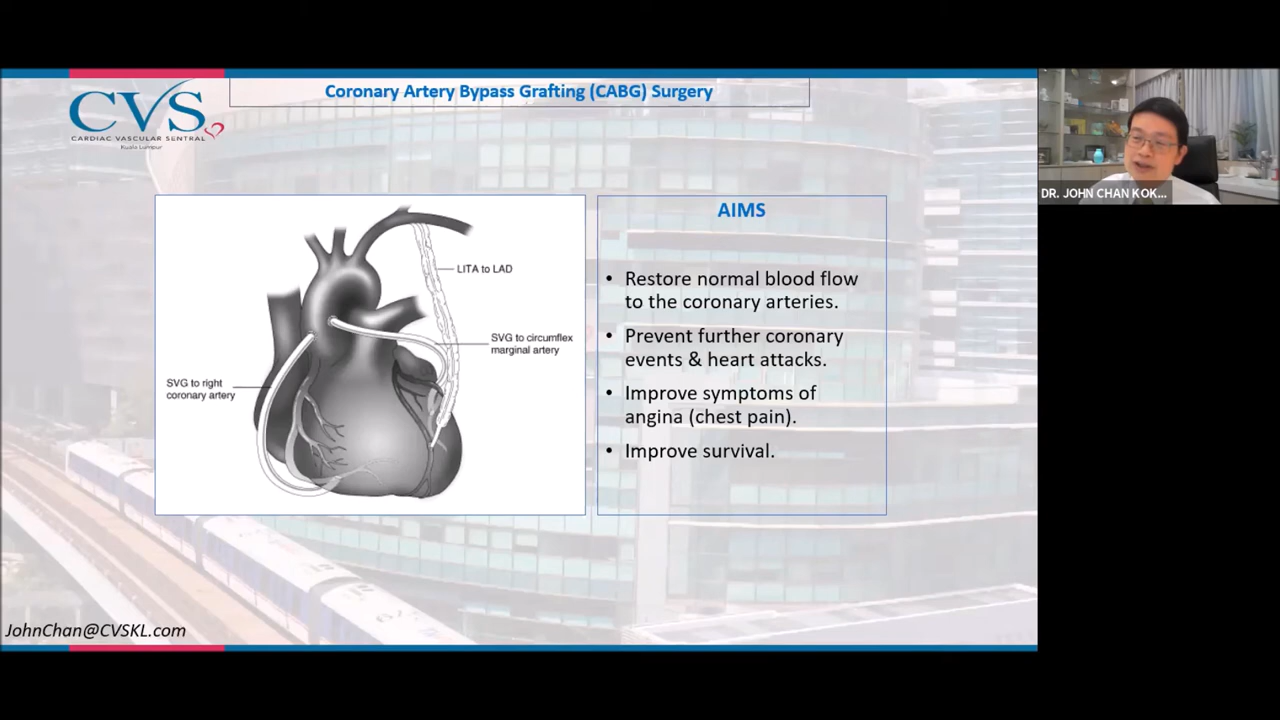 Coronary Artery Bypass Grafting (CABG) Surgery
CVS
CARDIAC VASCULAR SENTRAL
Kuala Lumpur
DR. JOHN CHAN KOK...
LITA to LAD
SVG to circumflex
marginal artery
SVG to right
coronary artery
AIMS
• Restore normal blood flow
to the coronary arteries.
• Prevent further coronary
events & heart attacks.
• Improve symptoms of
angina (chest pain).
• Improve survival.
JohnChan@CVSKL.com